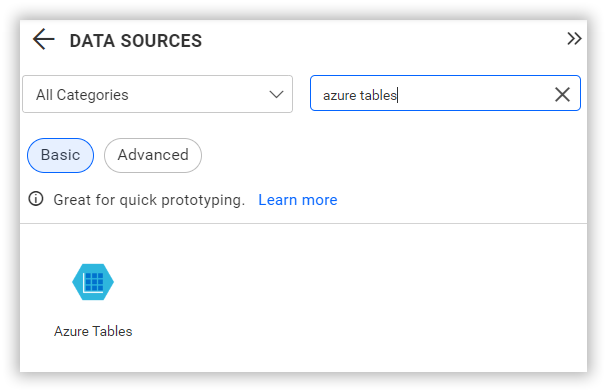 DATA SOURCES
All Categories
azure tables
Basic
Advanced
Great for quick prototyping. Learn more
Azure Tables